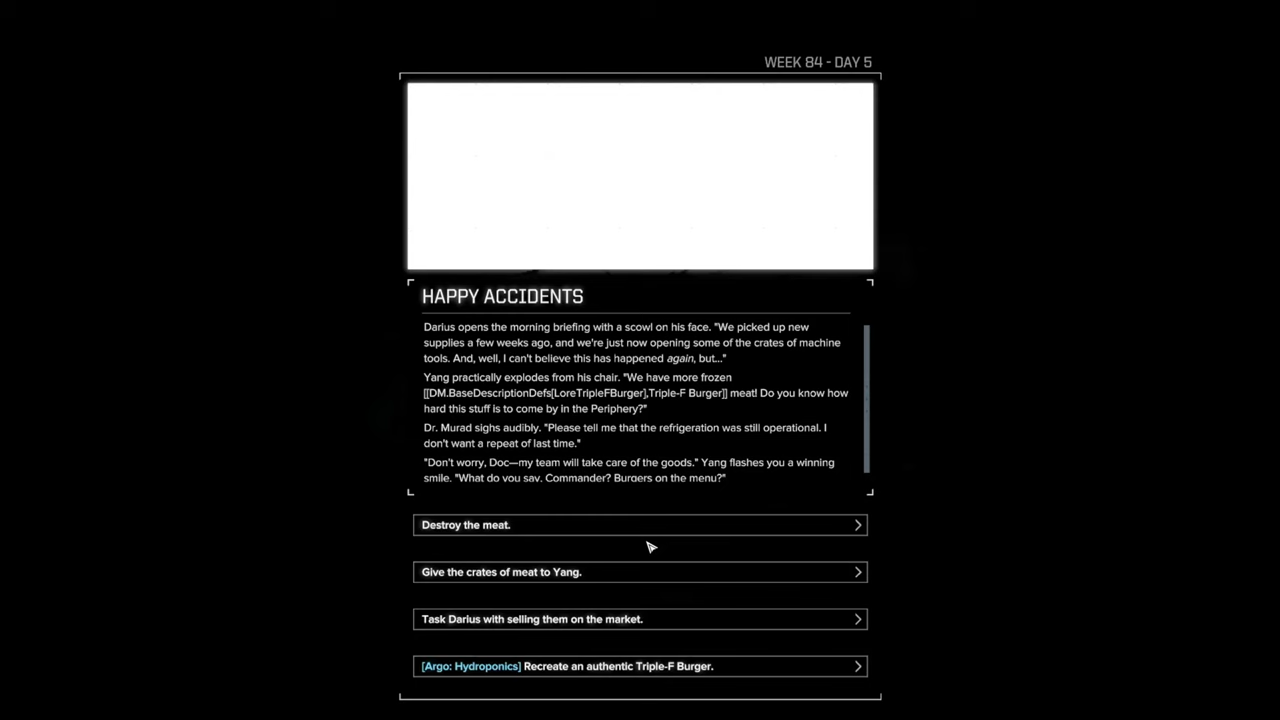 WEEK 84 - DAY 5
HAPPY ACCIDENTS
Darius opens the morning briefing with a scowl on his face. "We picked up new
supplies a few weeks ago, and we're just now opening some of the crates of machine
tools. And, well, I can't believe this has happened again, but..."
Yang practically explodes from his chair. "We have more frozen
[[DM.BaseDescriptionDefs[LoreTripleFBurger],Triple-F Burger]] meat! Do you know how
hard this stuff is to come by in the Periphery?"
Dr. Murad sighs audibly. "Please tell me that the refrigeration was still operational. I
don't want a repeat of last time."
"Don't worry, Doc—my team will take care of the goods." Yang flashes you a winning
smile. "What do you say, Commander? Burgers on the menu?"
Destroy the meat.
Give the crates of meat to Yang.
Task Darius with selling them on the market.
[Argo: Hydroponics] Recreate an authentic Triple-F Burger.